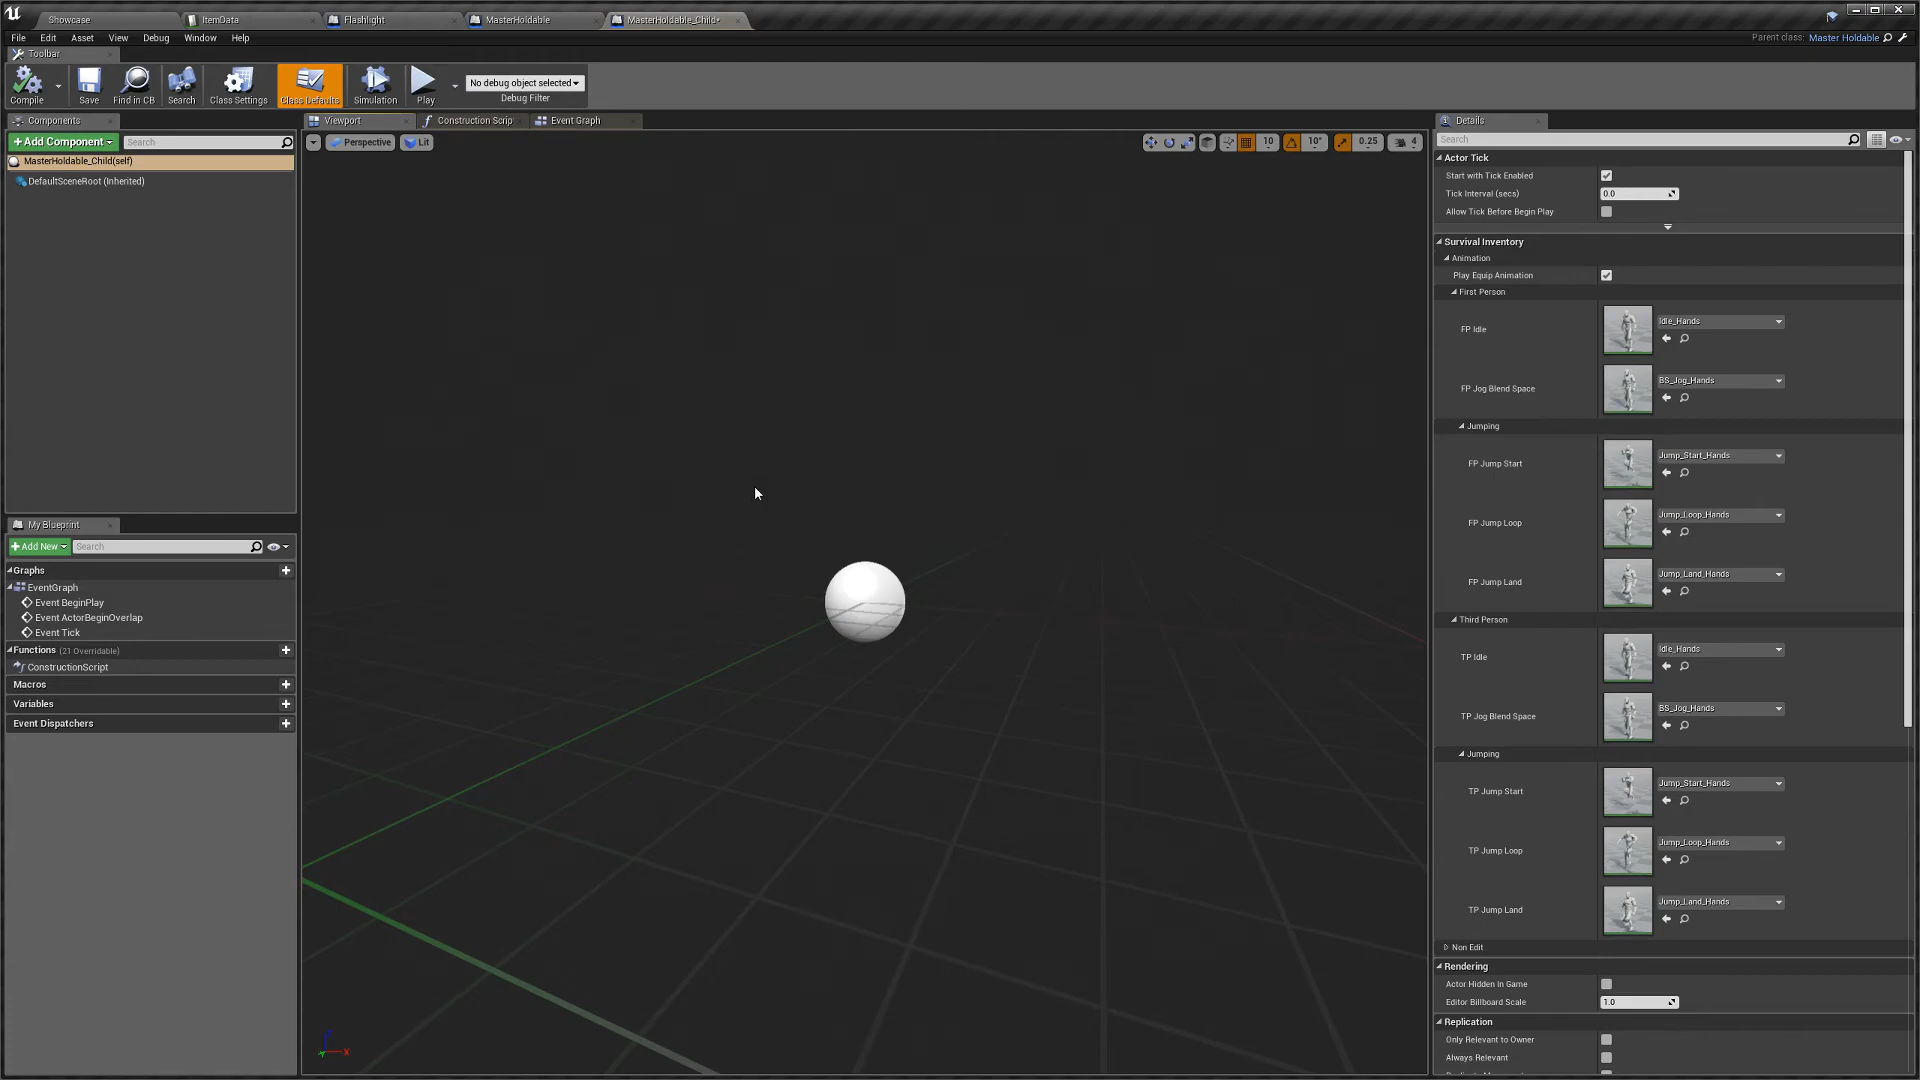 Showcase
ItemData
Flashlight
MasterHoldable
MasterHoldable_Child*
File
Edit
Asset
View
Debug
Window
Help
Parent class: Master Holdable
Toolbar
Compile
Save
Find in CB
Search
Class Settings
Class Defaults
Simulation
Play
No debug object selected
Debug Filter
Components
+ Add Component
Search
MasterHoldable_Child(self)
DefaultSceneRoot (Inherited)
My Blueprint
+ Add New
Search
Graphs
EventGraph
Event BeginPlay
Event ActorBeginOverlap
Event Tick
Functions (21 Overridable)
ConstructionScript
Macros
Variables
Event Dispatchers
Viewport
Construction Scrip
Event Graph
Perspective
Lit
10
10°
0.25
4
X
Details
Search
Actor Tick
Start with Tick Enabled
Tick Interval (secs)
0.0
Allow Tick Before Begin Play
Survival Inventory
Animation
Play Equip Animation
First Person
FP Idle
Idle_Hands
FP Jog Blend Space
BS_Jog_Hands
Jumping
FP Jump Start
Jump_Start_Hands
FP Jump Loop
Jump_Loop_Hands
FP Jump Land
Jump_Land_Hands
Third Person
TP Idle
Idle_Hands
TP Jog Blend Space
BS_Jog_Hands
Jumping
TP Jump Start
Jump_Start_Hands
TP Jump Loop
Jump_Loop_Hands
TP Jump Land
Jump_Land_Hands
Non Edit
Rendering
Actor Hidden In Game
Editor Billboard Scale
1.0
Replication
Only Relevant to Owner
Always Relevant